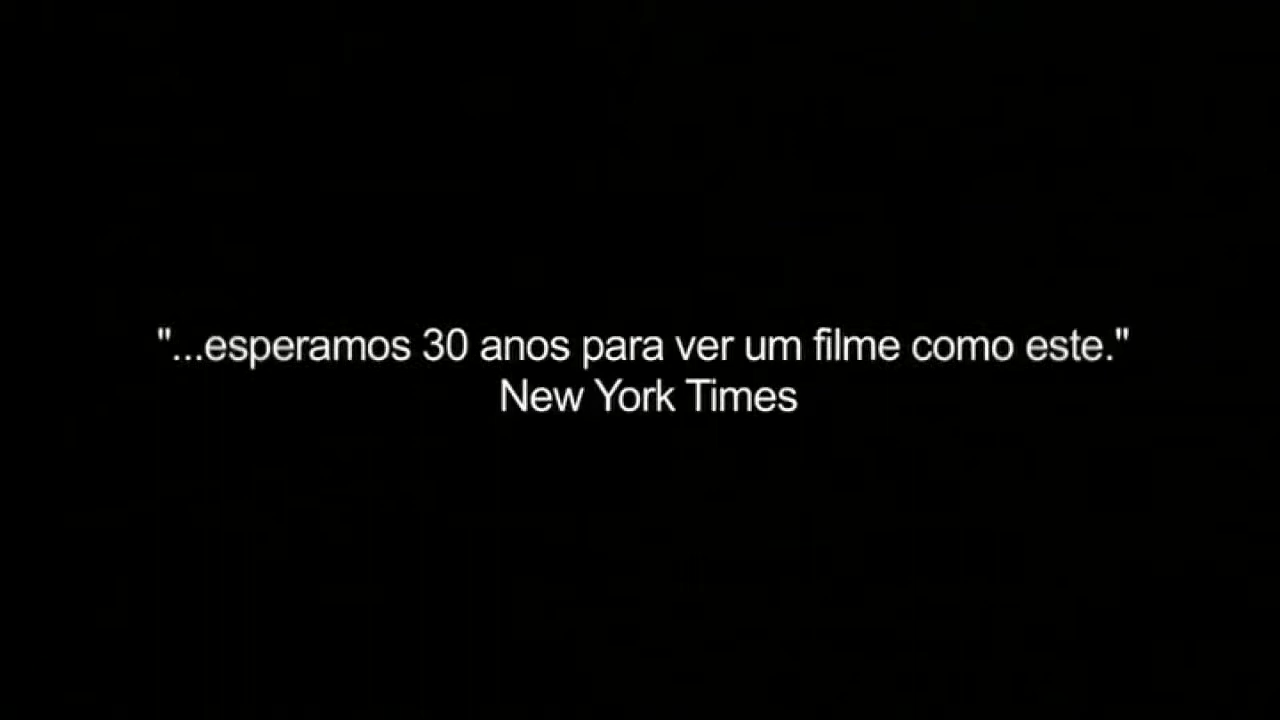 "...esperamos 30 anos para ver um filme como este."
New York Times